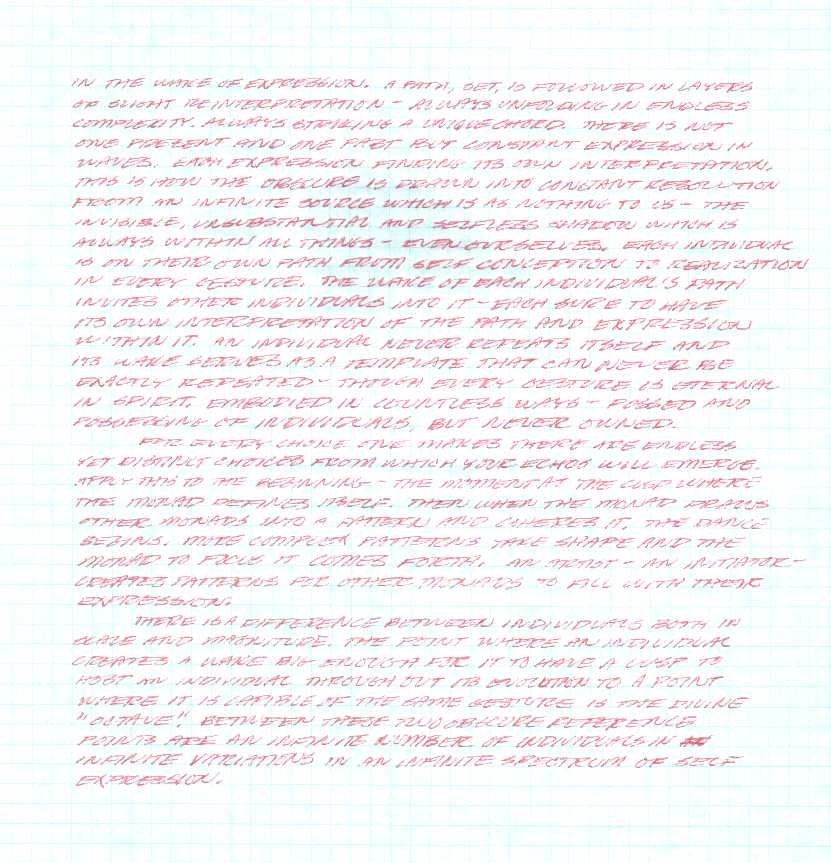 IN THE WAKE OF EXPRESSION. A PATH, SET, IS FOLLOWED IN LAYERS
OF SLIGHT REINTERPRETATION - ALWAYS UNFOLDING IN ENDLESS
COMPLEXITY. ALWAYS STRIKING A UNIQUE CHORD. THERE IS NOT
ONE PRESENT AND ONE PAST BUT CONSTANT EXPRESSION IN
WAVES. EACH EXPRESSION FINDING ITS OWN INTERPRETATION.
THIS IS HOW THE OBSCURE IS DRAWN INTO CONSTANT RESOLUTION
FROM AN INFINITE SOURCE WHICH IS AS NOTHING TO US - THE
INVISIBLE, UNSUBSTANTIAL AND SELFLESS SHADOW WHICH IS
ALWAYS WITHIN ALL THINGS - EVEN OURSELVES. EACH INDIVIDUAL
IS ON THEIR OWN PATH FROM SELF CONCEPTION TO REALIZATION
IN EVERY GESTURE. THE WAKE OF EACH INDIVIDUAL'S PATH
INVITES OTHER INDIVIDUALS INTO IT - EACH SURE TO HAVE
ITS OWN INTERPRETATION OF THE PATH AND EXPRESSION
WITHIN IT. AN INDIVIDUAL NEVER REPEATS ITSELF AND
ITS WAKE SERVES AS A TEMPLATE THAT CAN NEVER BE
EXACTLY REPEATED - THOUGH EVERY GESTURE IS ETERNAL
IN SPIRIT. EMBODIED IN COUNTLESS WAYS - POSSED AND
POSSESSING OF INDIVIDUALS, BUT NEVER OWNED.
FOR EVERY CHOICE ONE MAKES THERE ARE ENDLESS
YET DISTINCT CHOICES FROM WHICH YOUR ECHOS WILL EMERGE.
APPLY THIS TO THE BEGINNING - THE MOMENT AT THE CUSP WHERE
THE MONAD DEFINES ITSELF. THEN WHEN THE MONAD DRAWS
OTHER MONADS INTO A PATTERN AND COHERES IT, THE DANCE
BEGINS. MORE COMPLEX PATTERNS TAKE SHAPE AND THE
MONAD TO FOCUS IT COMES FORTH. AN ARTIST - AN INITIATOR -
CREATES PATTERNS FOR OTHER MONADS TO FILL WITH THEIR
EXPRESSION.
THERE IS A DIFFERENCE BETWEEN INDIVIDUALS BOTH IN
SCALE AND MAGNITUDE. THE POINT WHERE AN INDIVIDUAL
CREATES A WAKE BIG ENOUGH FOR IT TO HAVE A CUSP TO
HOST AN INDIVIDUAL THROUGHOUT ITS EVOLUTION TO A POINT
WHERE IT IS CAPABLE OF THE SAME GESTURE IS THE DIVINE
"OCTAVE". BETWEEN THESE TWO OBSCURE REFERENCE
POINTS ARE AN INFINITE NUMBER OF INDIVIDUALS IN
INFINITE VARIATIONS IN AN INFINITE SPECTRUM OF SELF
EXPRESSION.